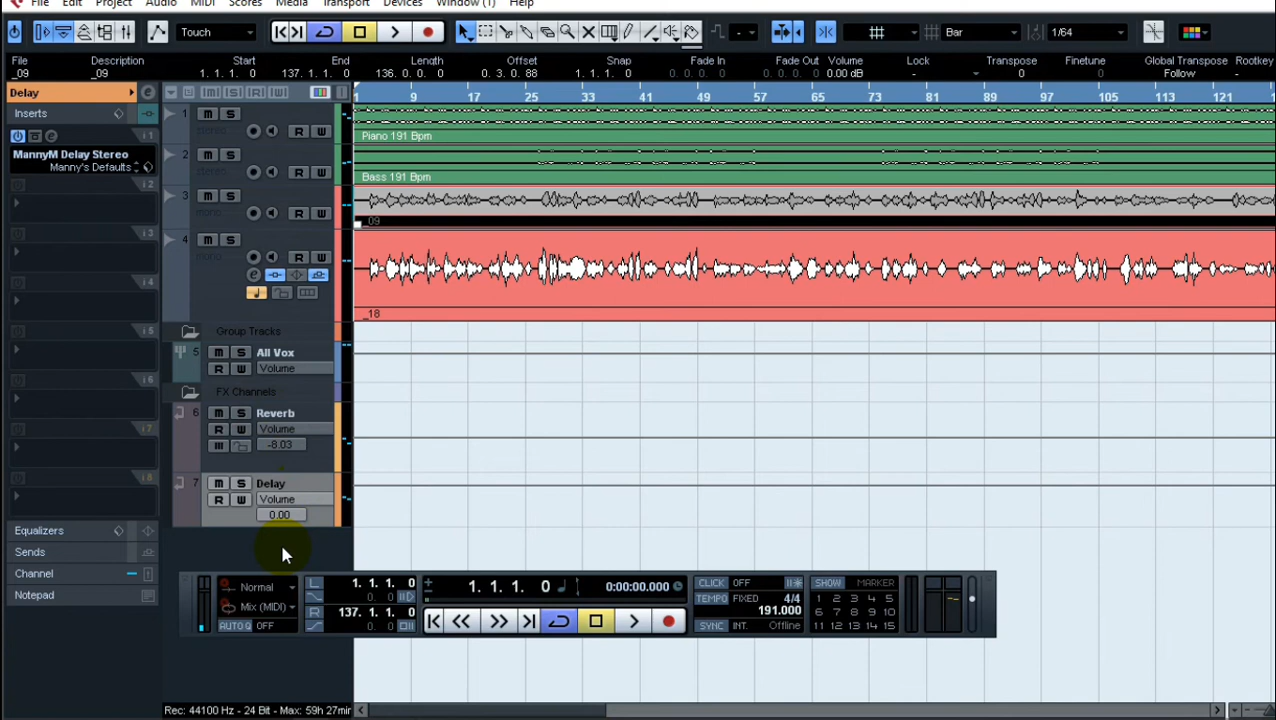 File Edit Project Audio MIDI Scores Media Transport Devices Window (1) Help
Touch Bar 1/64
File Description Start End Length Offset Snap Fade In Fade Out Volume Lock Transpose Finetune Global Transpose Rootkey
_09 _09 1. 1. 1. 0 137. 1. 1. 0 136. 0. 0. 0 0. 3. 0. 88 1. 1. 1. 0 0. 0. 0. 0 0. 0. 0. 0 0.00 dB - 0 0 Follow -
Delay
1 9 17 25 33 41 49 57 65 73 81 89 97 105 113 121
Inserts
i 1
MannyM Delay Stereo
Manny's Defaults
i 2
i 3
i 4
i 5
i 6
i 7
i 8
Equalizers
Sends
Channel
Notepad
1 M S
stereo R W
Piano 191 Bpm
2 M S
stereo R W
Bass 191 Bpm
3 M S
mono R W
_09
4 M S
mono R W
e
_18
Group Tracks
5 M S All Vox
R W Volume
FX Channels
6 M S Reverb
R W Volume
-8.03
7 M S Delay
R W Volume
0.00
Normal L 1. 1. 1. 0 1. 1. 1. 0 0:00:00.000 CLICK OFF SHOW MARKER
0. 0
Mix (MIDI) R 137. 1. 1. 0 TEMPO FIXED 4/4 1 2 3 4 5
191.000 6 7 8 9 10
AUTO Q OFF 0. 0 SYNC INT. Offline 11 12 13 14 15
Rec: 44100 Hz - 24 Bit - Max: 59h 27min